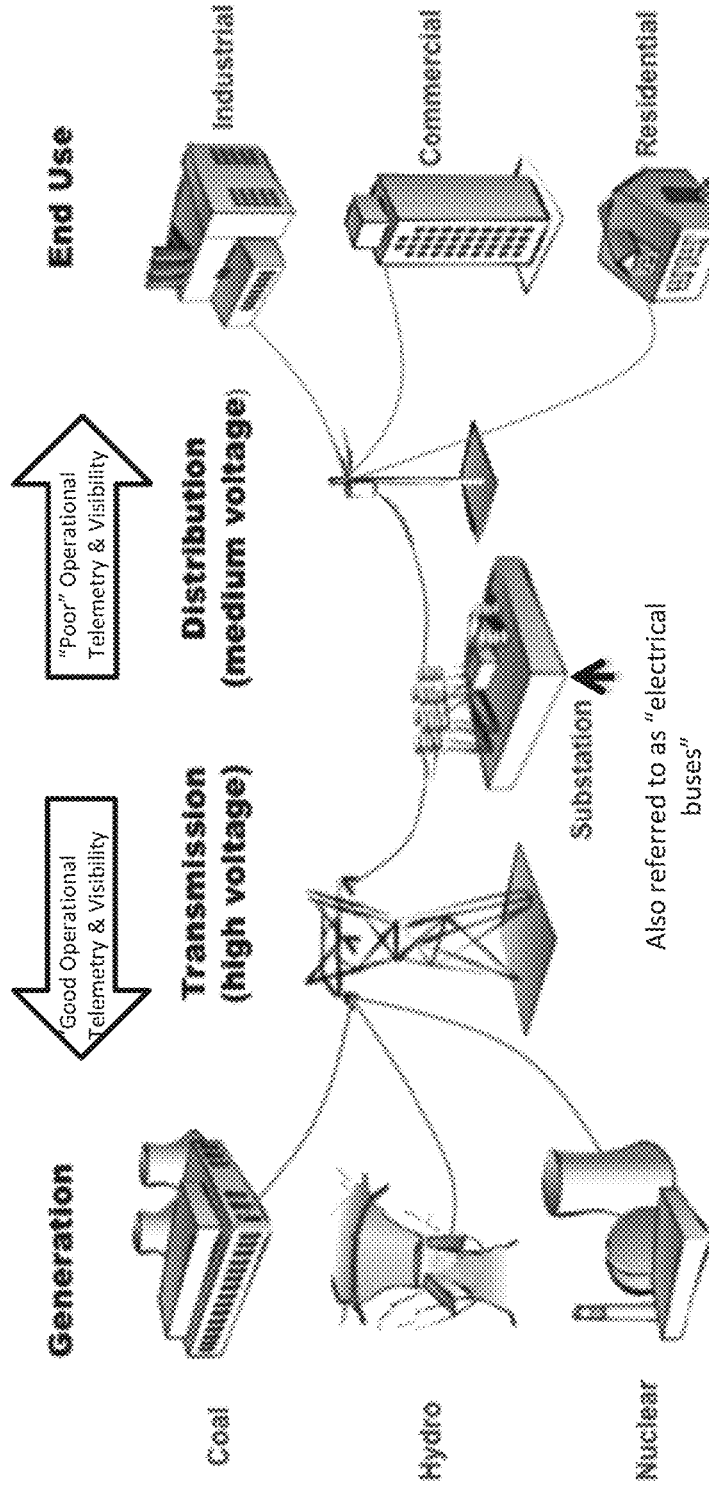 "Good Operational
Telemetry & Visibility
"Poor" Operational
Telemetry & Visibility
Generation
Transmission
(high voltage)
Distribution
(medium voltage)
End Use
Coal
Hydro
Nuclear
Substation
Also referred to as "electrical
buses"
Industrial
Commercial
Residential